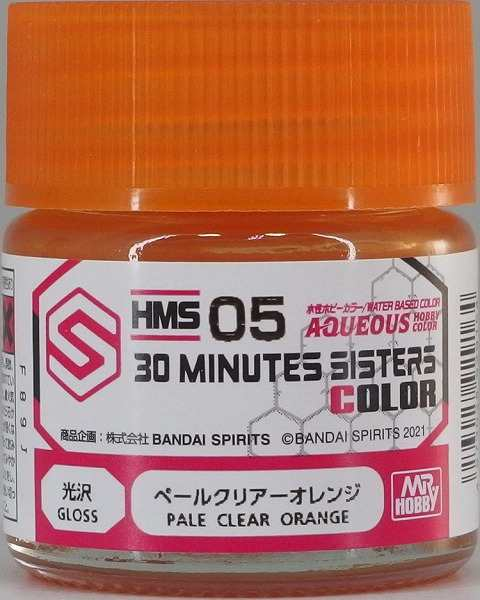 水性ホビーカラー/WATER BASED COLOR
HMS 05 AQUEOUS HOBBY COLOR
30 MINUTES SISTERS
COLOR
商品企画:株式会社 BANDAI SPIRITS ©BANDAI SPIRITS 2021
光沢
GLOSS
ペールクリアーオレンジ
PALE CLEAR ORANGE
MR HOBBY
F89J